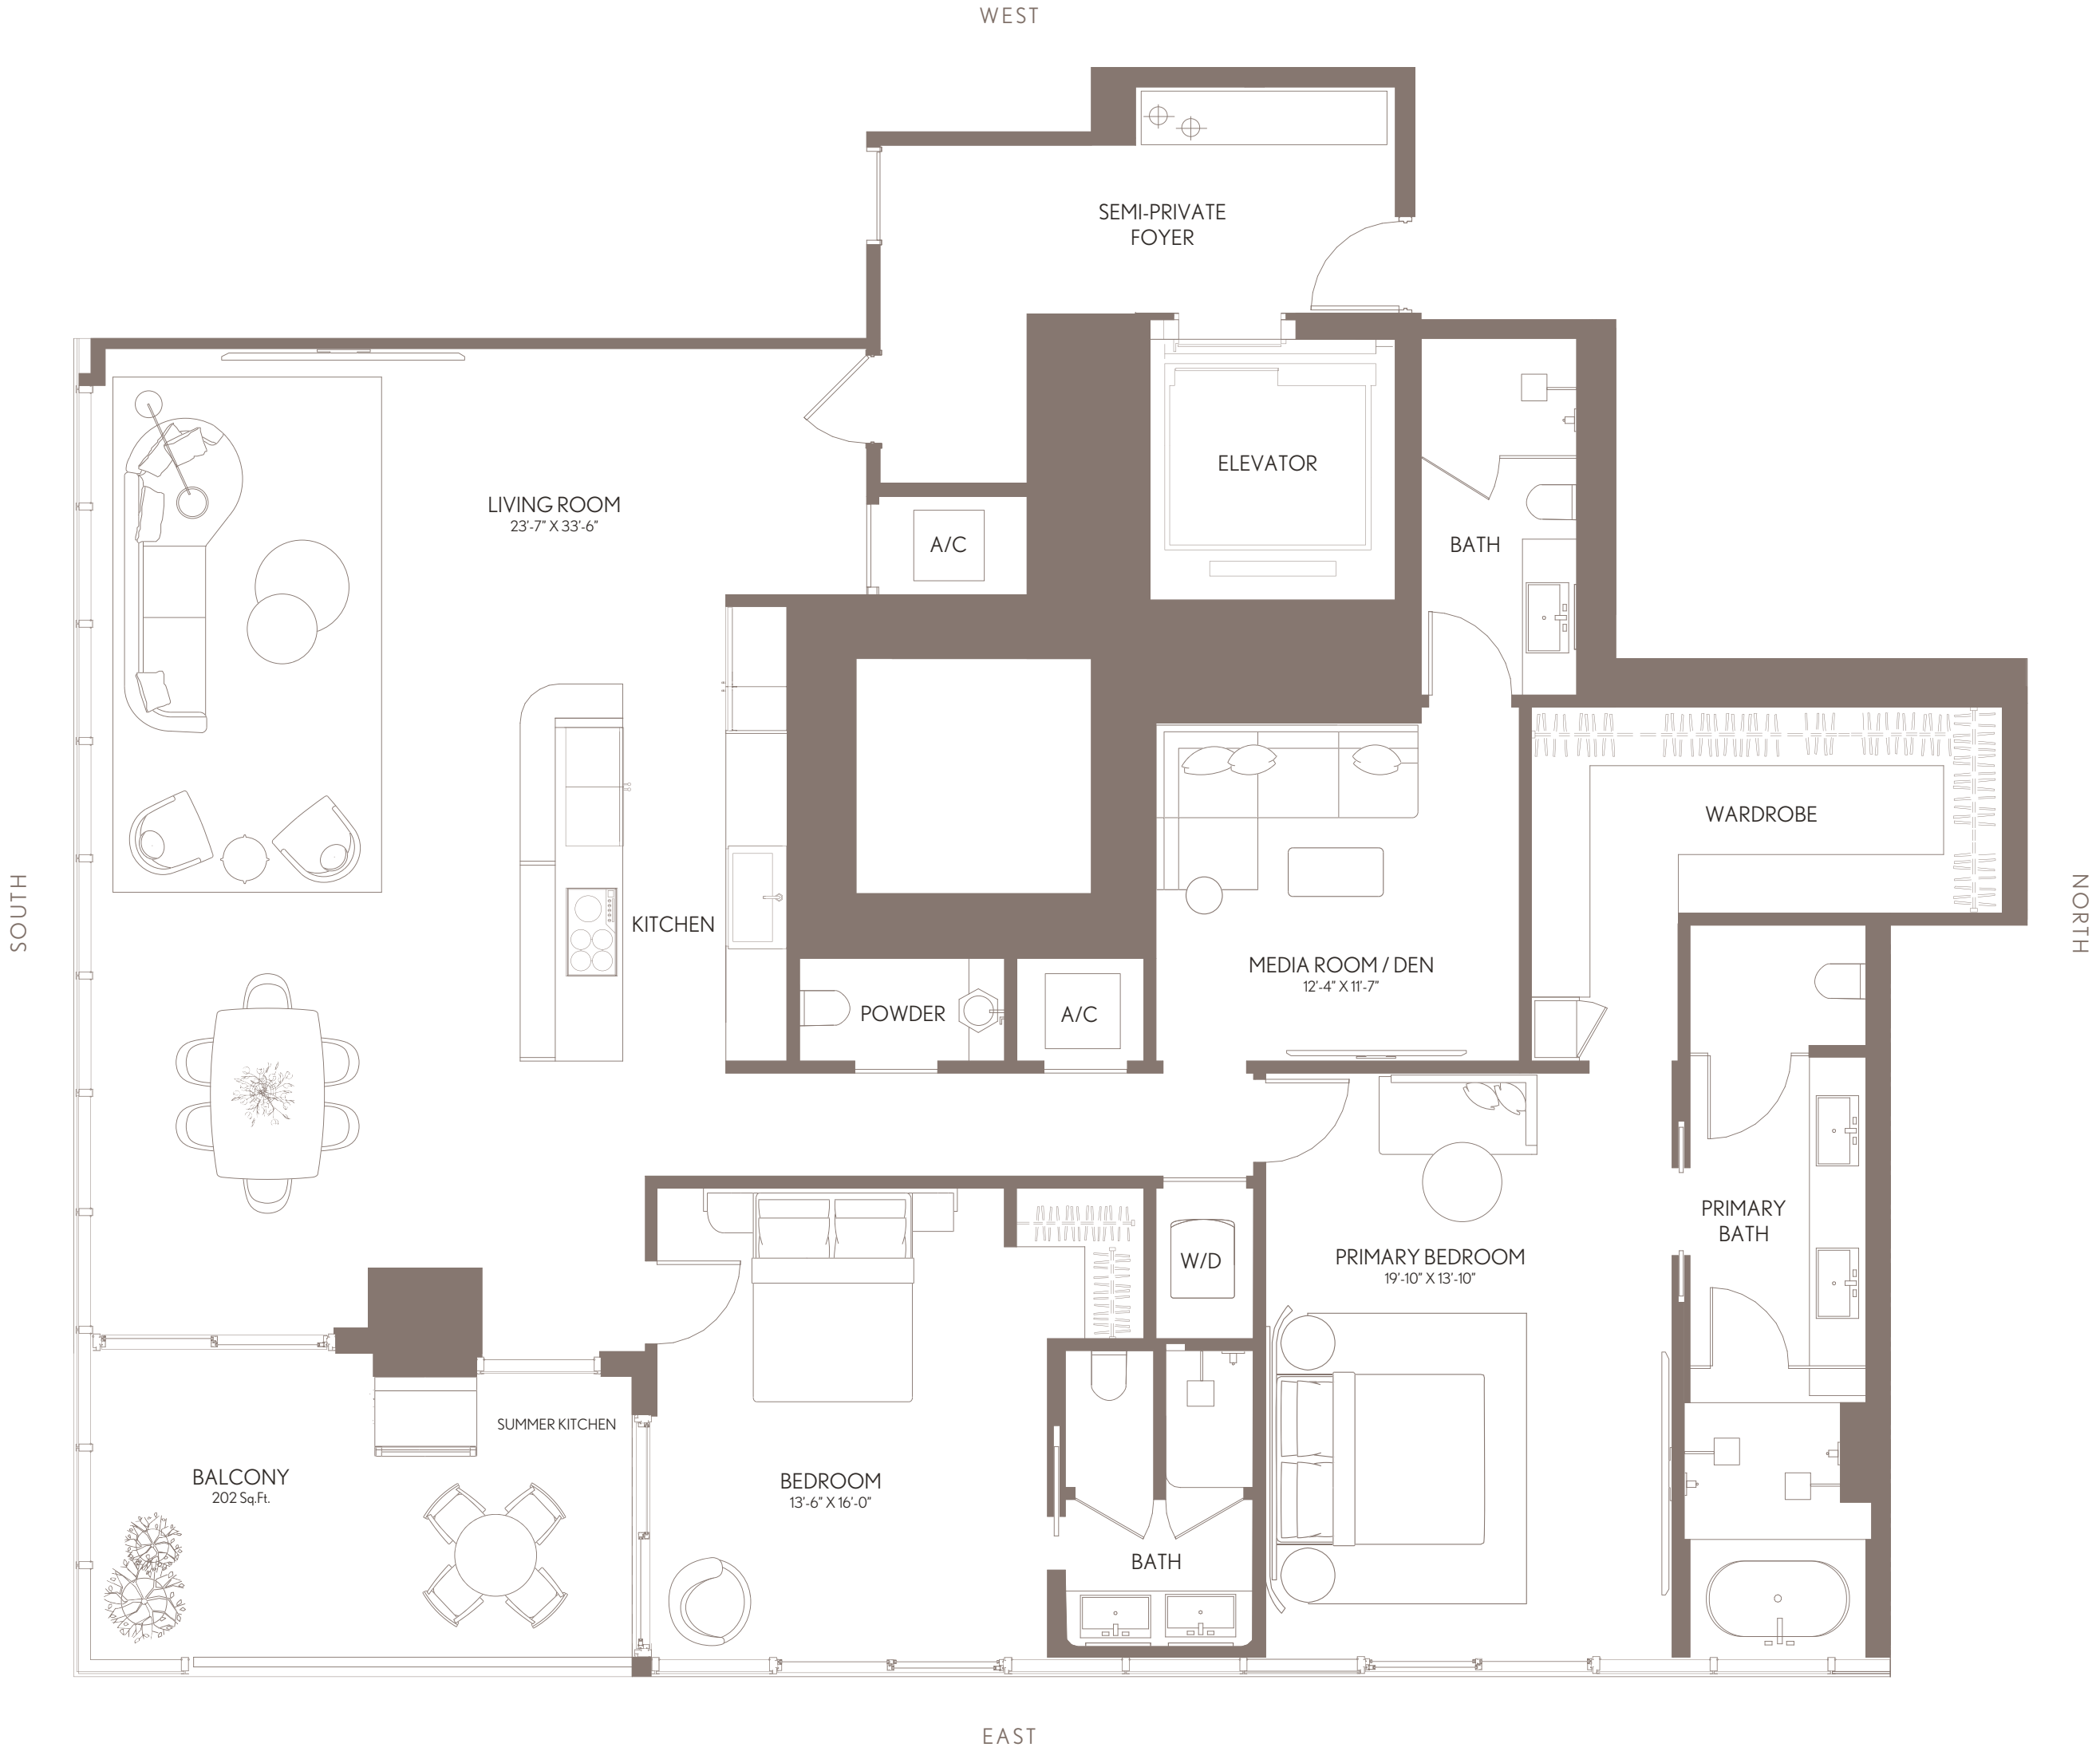 WEST
SEMI-PRIVATE
FOYER
ELEVATOR
LIVING ROOM
23'-7" X 33'-6"
A/C
BATH
WARDROBE
SOUTH
NORTH
KITCHEN
MEDIA ROOM / DEN
12'-4" X 11'-7"
POWDER
A/C
PRIMARY
BATH
W/D
PRIMARY BEDROOM
19'-10" X 13'-10"
SUMMER KITCHEN
BALCONY
202 Sq.Ft.
BEDROOM
13'-6" X 16'-0"
BATH
EAST